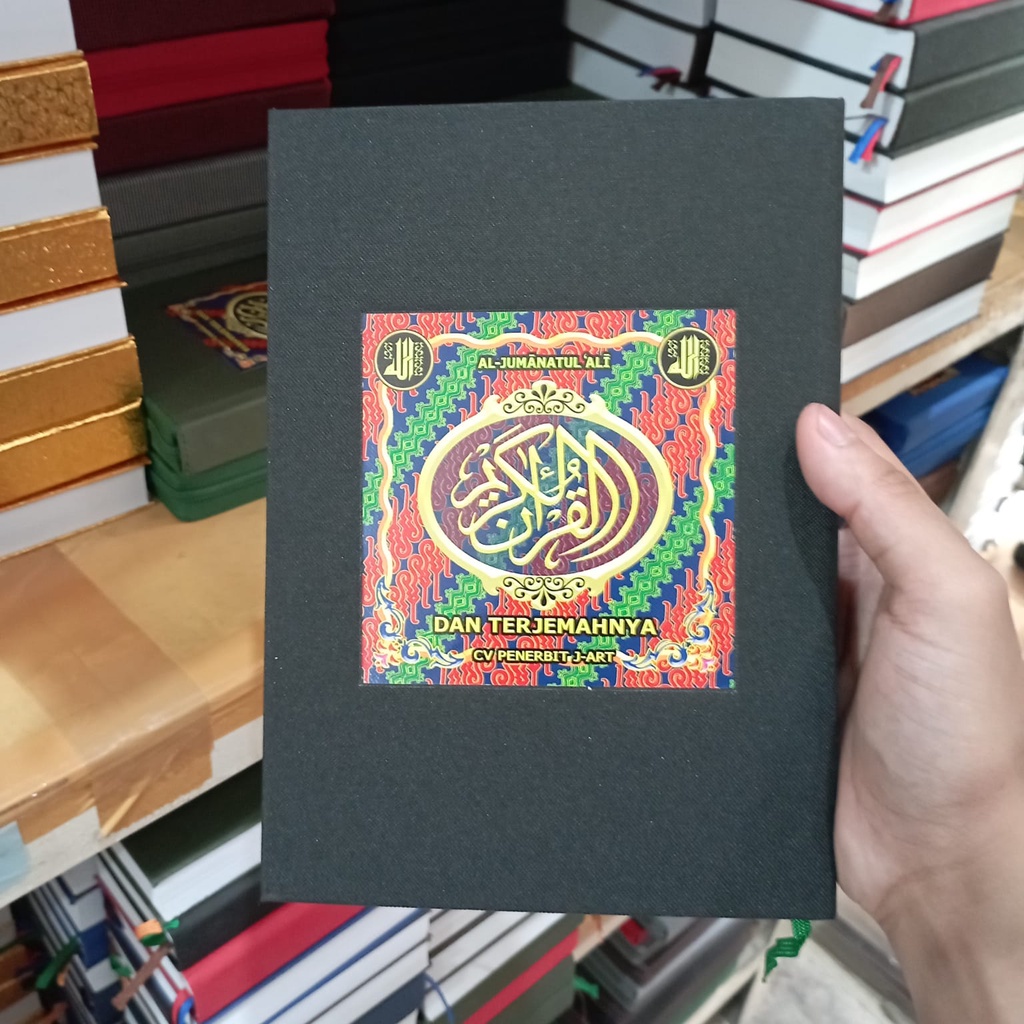 AL-JUMĀNATUL 'ALĪ
القرآن الكريم
DAN TERJEMAHNYA
CV PENERBIT J-ART